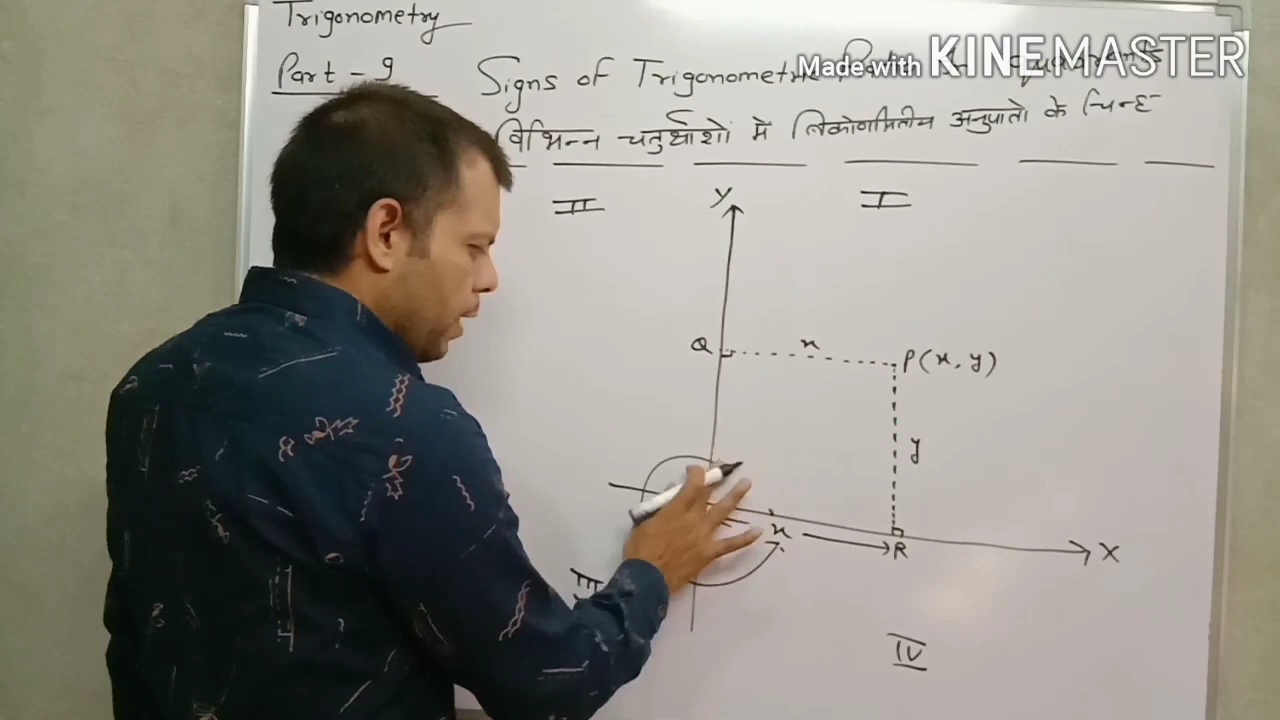 Trigonometry
Part - 9
Signs of Trigonometric
Made with KINEMASTER
विभिन्न चतुर्थांशों में त्रिकोणमितीय अनुपातो के चिन्ह
II
I
Y
Q
x
P(x, y)
y
x
R
X
III
IV